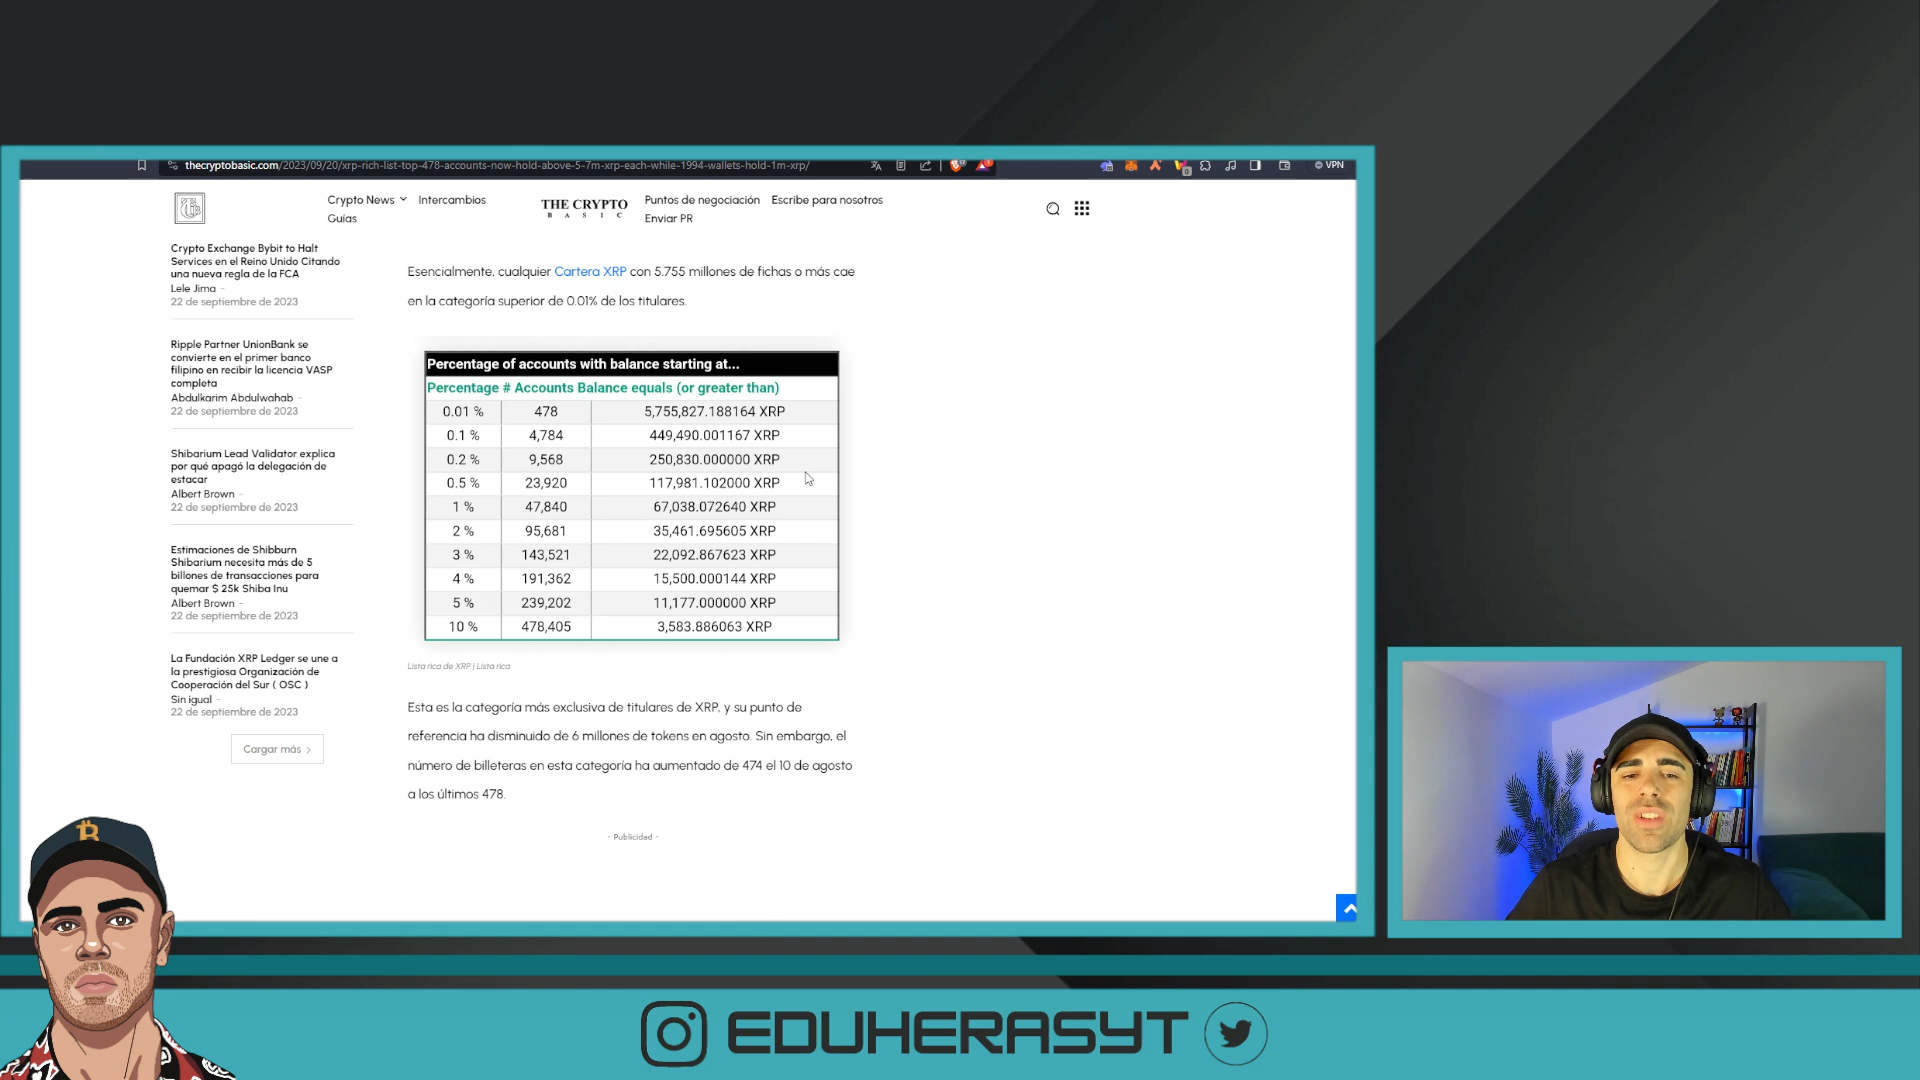 thecryptobasic.com/2023/09/20/xrp-rich-list-top-478-accounts-now-hold-above-5-7m-xrp-each-while-1994-wallets-hold-1m-xrp/
VPN
Crypto News
Intercambios
Guías
THE CRYPTO
BASIC
Puntos de negociación
Escribe para nosotros
Enviar PR
Crypto Exchange Bybit to Halt
Services en el Reino Unido Citando
una nueva regla de la FCA
Lele Jima -
22 de septiembre de 2023
Ripple Partner UnionBank se
convierte en el primer banco
filipino en recibir la licencia VASP
completa
Abdulkarim Abdulwahab -
22 de septiembre de 2023
Shibarium Lead Validator explica
por qué apagó la delegación de
estacar
Albert Brown -
22 de septiembre de 2023
Estimaciones de Shibburn
Shibarium necesita más de 5
billones de transacciones para
quemar $ 25k Shiba Inu
Albert Brown -
22 de septiembre de 2023
La Fundación XRP Ledger se une a
la prestigiosa Organización de
Cooperación del Sur ( OSC )
Sin igual -
22 de septiembre de 2023
Cargar más
Esencialmente, cualquier Cartera XRP con 5.755 millones de fichas o más cae
en la categoría superior de 0.01% de los titulares.
Percentage of accounts with balance starting at...
Percentage # Accounts Balance equals (or greater than)
0.01 % 478 5,755,827.188164 XRP
0.1 % 4,784 449,490.001167 XRP
0.2 % 9,568 250,830.000000 XRP
0.5 % 23,920 117,981.102000 XRP
1 % 47,840 67,038.072640 XRP
2 % 95,681 35,461.695605 XRP
3 % 143,521 22,092.867623 XRP
4 % 191,362 15,500.000144 XRP
5 % 239,202 11,177.000000 XRP
10 % 478,405 3,583.886063 XRP
Lista rica de XRP | Lista rica
Esta es la categoría más exclusiva de titulares de XRP, y su punto de
referencia ha disminuido de 6 millones de tokens en agosto. Sin embargo, el
número de billeteras en esta categoría ha aumentado de 474 el 10 de agosto
a los últimos 478.
- Publicidad -
EDUHERASYT